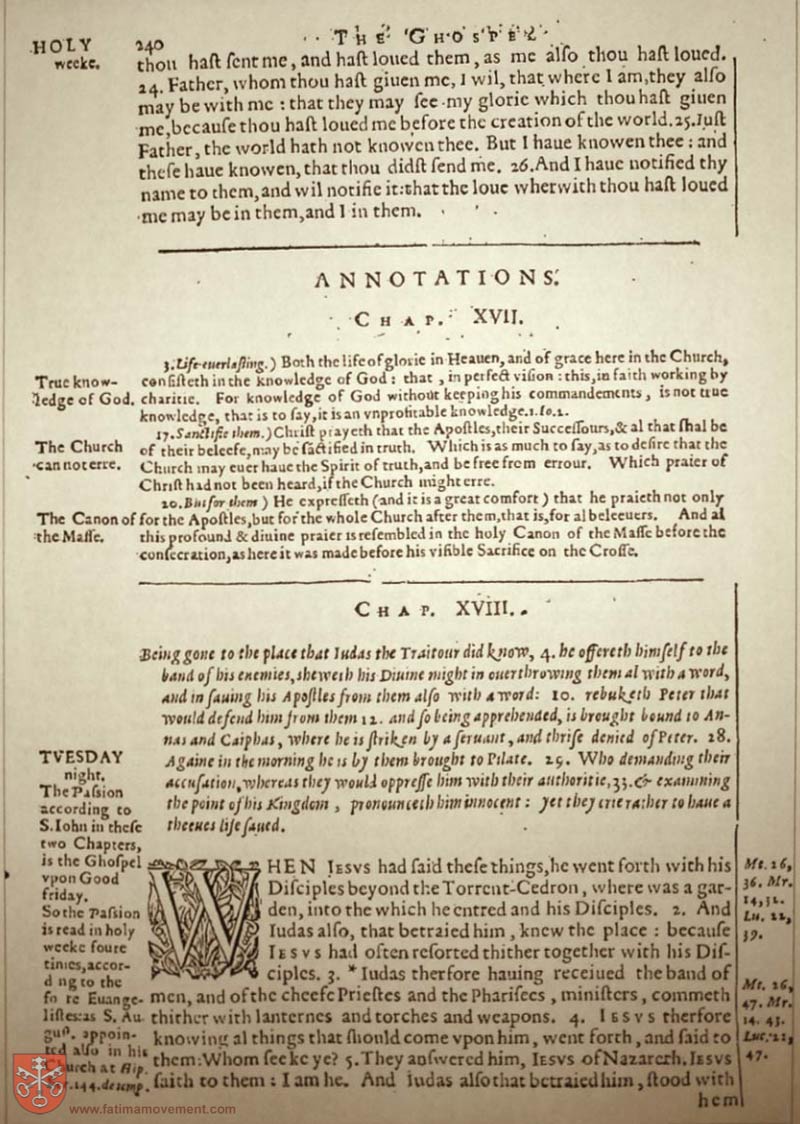 240
THE GHOSPEL
HOLY
weeke.
thou haſt ſent me, and haſt loued them, as me alſo thou haſt loued.
24. Father, whom thou haſt giuen me, I wil, that where I am, they alſo
may be with me : that they may ſee my glorie which thou haſt giuen
me, becauſe thou haſt loued me before the creation of the world. 25. Iuſt
Father, the world hath not knowen thee. But I haue knowen thee : and
theſe haue knowen, that thou didſt ſend me. 26. And I haue notified thy
name to them, and wil notifie it: that the loue wherwith thou haſt loued
me may be in them, and I in them.
ANNOTATIONS.
CHAP. XVII.
3. Life euerlaſting.) Both the life of glorie in Heauen, and of grace here in the Church,
True know-
ledge of God.
conſiſteth in the knowledge of God : that, in perfect viſion : this, in faith working by
charitie. For knowledge of God without keeping his commandements, is not true
knowledge, that is to ſay, it is an vnprofitable knowledge. 1. Io. 2.
17. Sanctifie them.) Chriſt prayeth that the Apoſtles, their Succeſſours, & al that ſhal be
The Church
can not erre.
of their beleefe, may be ſāctified in truth. Which is as much to ſay, as to deſire that the
Church may euer haue the Spirit of truth, and be free from errour. Which praier of
Chriſt had not been heard, if the Church might erre.
20. But for them) He expreſſeth (and it is a great comfort) that he praieth not only
The Canon of
the Maſſe.
for the Apoſtles, but for the whole Church after them, that is, for al beleeuers. And al
this profound & diuine praier is reſembled in the holy Canon of the Maſſe before the
conſecration, as here it was made before his viſible Sacrifice on the Croſſe.
CHAP. XVIII.
Being gone to the place that Iudas the Traitour did know, 4. he offereth himſelf to the
band of his enemies, ſheweth his Diuine might in ouerthrowing them al with a word,
and in ſauing his Apoſtles from them alſo with a word: 10. rebuketh Peter that
would defend him from them 12. and ſo being apprehended, is brought bound to An-
nas and Caiphas, where he is ſtriken by a ſeruant, and thriſe denied of Peter. 28.
Againe in the morning he is by them brought to Pilate. 29. Who demanding their
accuſation, whereas they would oppreſſe him with their authoritie, 33. & examining
the point of his Kingdom, pronounceth him innocent : yet they crie rather to haue a
theeues life ſaued.
TVESDAY
night.
The Paſsion
according to
S. Iohn in theſe
two Chapters,
is the Ghoſpel
vpon Good
friday.
So the Paſsion
is read in holy
weeke foure
times, accor-
ding to the
foure Euange-
liſtes: as S. Au-
guſ. appoin-
ted alſo in his
Church at Hip.
144. de temp.
WHEN IESVS had ſaid theſe things, he went forth with his
Diſciples beyond the Torrent-Cedron, where was a gar-
den, into the which he entred and his Diſciples. 2. And
Iudas alſo, that betraied him, knew the place : becauſe
IESVS had often reſorted thither together with his Diſ-
ciples. 3. * Iudas therfore hauing receiued the band of
men, and of the cheefe Prieſtes and the Phariſees, miniſters, commeth
thither with lanternes and torches and weapons. 4. IESVS therfore
knowing al things that ſhould come vpon him, went forth, and ſaid to
them: Whom ſeeke ye? 5. They anſwered him, IESVS of Nazareth. IESVS
ſaith to them : I am he. And Iudas alſo that betraied him, ſtood with
hem
Mt. 26,
36. Mr.
14, 32.
Lu. 22,
39.
Mt. 26,
47. Mr.
14. 43.
Luc. 22,
47.
www.fatimamovement.com